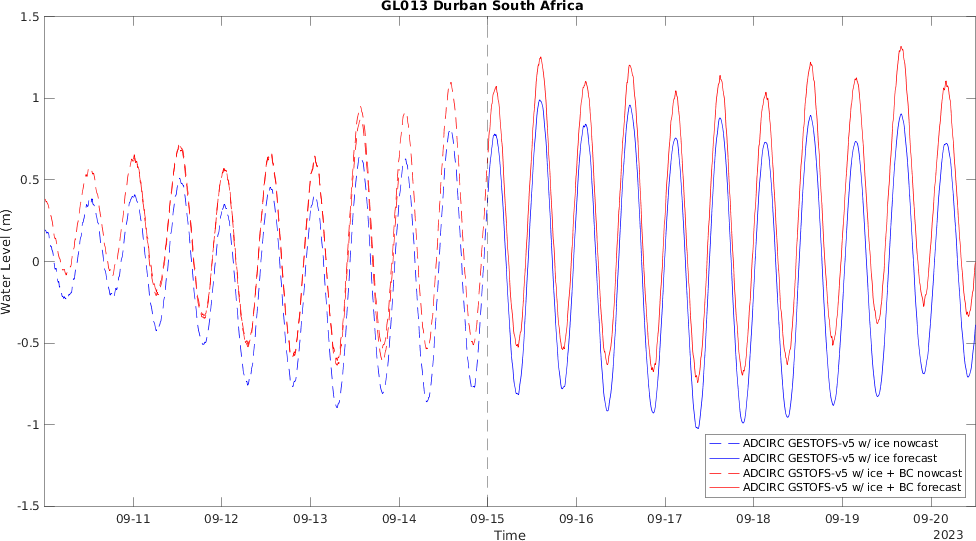 GL013 Durban South Africa
1.5
1
0.5
0
-0.5
-1
-1.5
Water Level (m)
ADCIRC GESTOFS-v5 w/ ice nowcast
ADCIRC GESTOFS-v5 w/ ice forecast
ADCIRC GSTOFS-v5 w/ ice + BC nowcast
ADCIRC GSTOFS-v5 w/ ice + BC forecast
09-11 09-12 09-13 09-14 09-15 09-16 09-17 09-18 09-19 09-20
Time
2023